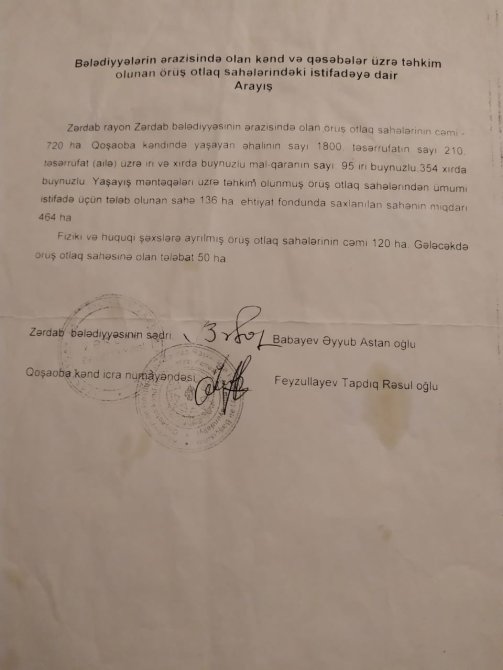 Bələdiyyələrin ərazisində olan kənd və qəsəbələr üzrə təhkim
olunan örüş otlaq sahələrindəki istifadəyə dair
Arayış
Zərdab rayon Zərdab bələdiyyəsinin ərazisində olan örüş otlaq sahələrinin cəmi -
720 ha. Qoşaoba kəndində yaşayan əhalinin sayı 1800. təsərrufatın sayı 210,
təsərrufat (ailə) üzrə iri və xırda buynuzlu mal-qaranın sayı 95 iri buynuzlu,354 xırda
buynuzlu. Yaşayış məntəqələri üzrə təhkim olunmuş örüş otlaq sahələrindən umumi
istifadə üçün tələb olunan sahə 136 ha. ehtiyat fondunda saxlanılan sahənin miqdarı
464 ha
Fiziki və huquqi şəxslərə ayrılmış örüş otlaq sahələrinin cəmi 120 ha. Gələcəkdə
örüş otlaq sahəsinə olan tələbat 50 ha
Zərdab bələdiyyəsinin sədri: Babayev Əyyub Astan oğlu
Qoşaoba kənd icra numayəndəsi Feyzullayev Tapdıq Rəsul oğlu